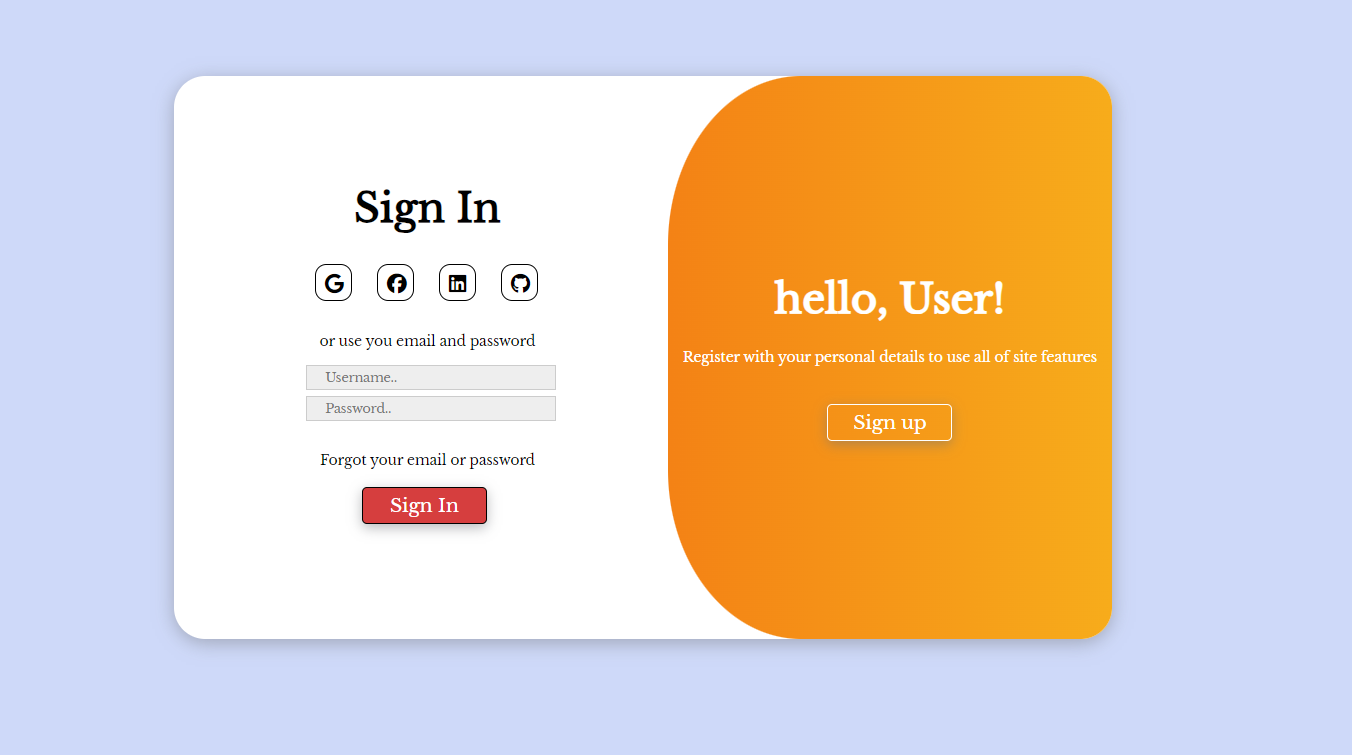 Sign In
or use you email and password
Username..
Password..
Forgot your email or password
Sign In
hello, User!
Register with your personal details to use all of site features
Sign up